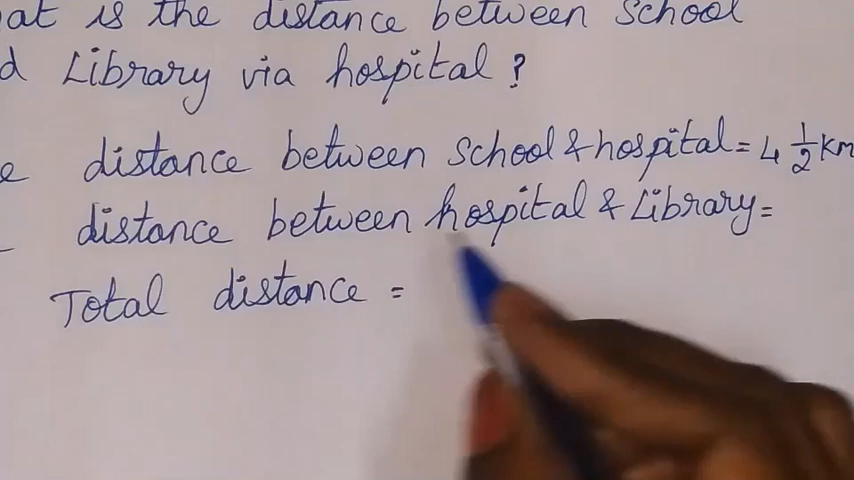 is the distance between School
Library via hospital ?
distance between School & hospital = 4 1/2 km
distance between hospital & Library =
Total distance =